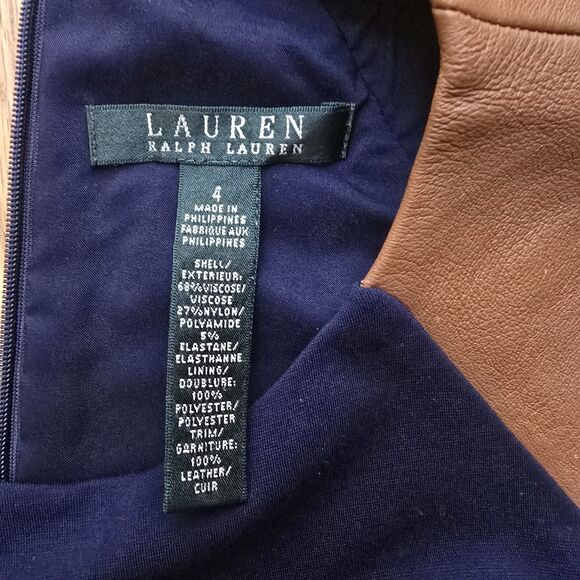 LAUREN
RALPH LAUREN
4
MADE IN
PHILIPPINES
FABRIQUE AUX
PHILIPPINES
SHELL/
EXTERIEUR:
68%VISCOSE/
VISCOSE
27%NYLON/
POLYAMIDE
5%
ELASTANE/
ELASTHANNE
LINING/
DOUBLURE:
100%
POLYESTER/
POLYESTER
TRIM/
GARNITURE:
100%
LEATHER/
CUIR